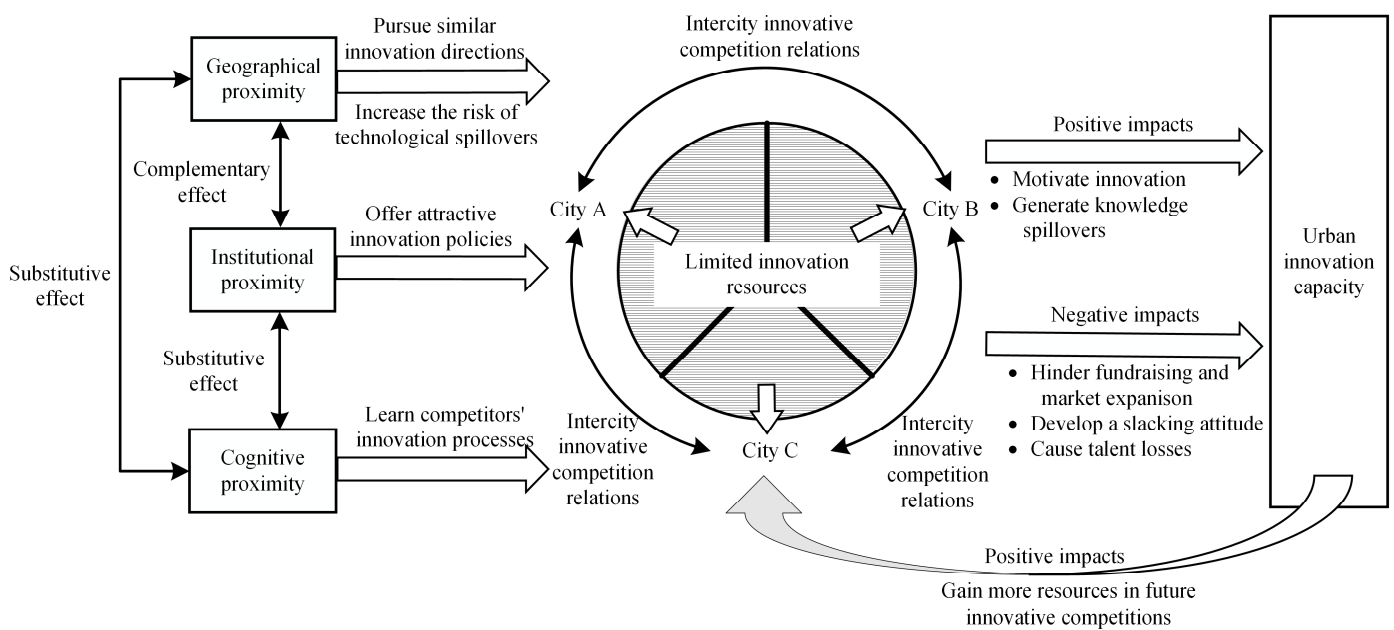 Pursue similar
innovation directions
Geographical
proximity
Increase the risk of
technological spillovers
Complementary
effect
Offer attractive
innovation policies
Institutional
proximity
Substitutive
effect
Substitutive
effect
Learn competitors'
innovation processes
Cognitive
proximity
Intercity innovative
competition relations
City A
City B
Limited innovation
resources
City C
Intercity
innovative
competition
relations
Intercity
innovative
competition
relations
Positive impacts
• Motivate innovation
• Generate knowledge
spillovers
Negative impacts
• Hinder fundraising and
market expanison
• Develop a slacking attitude
• Cause talent losses
Urban
innovation
capacity
Positive impacts
Gain more resources in future
innovative competitions